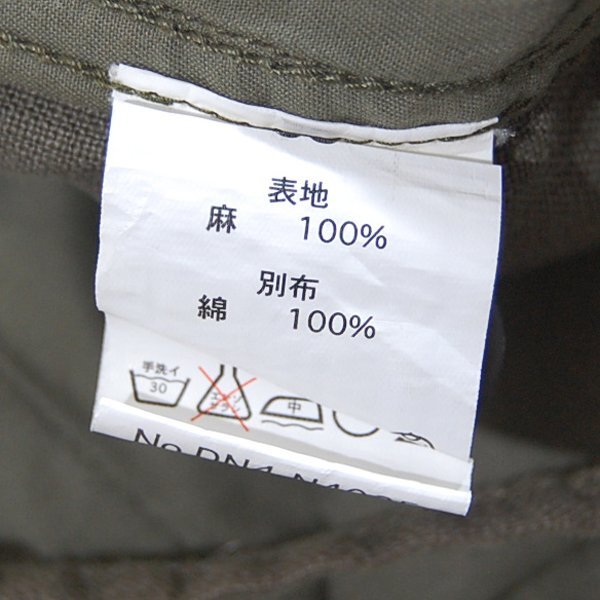 表地
麻 100%
別布
綿 100%
手洗イ
30
中